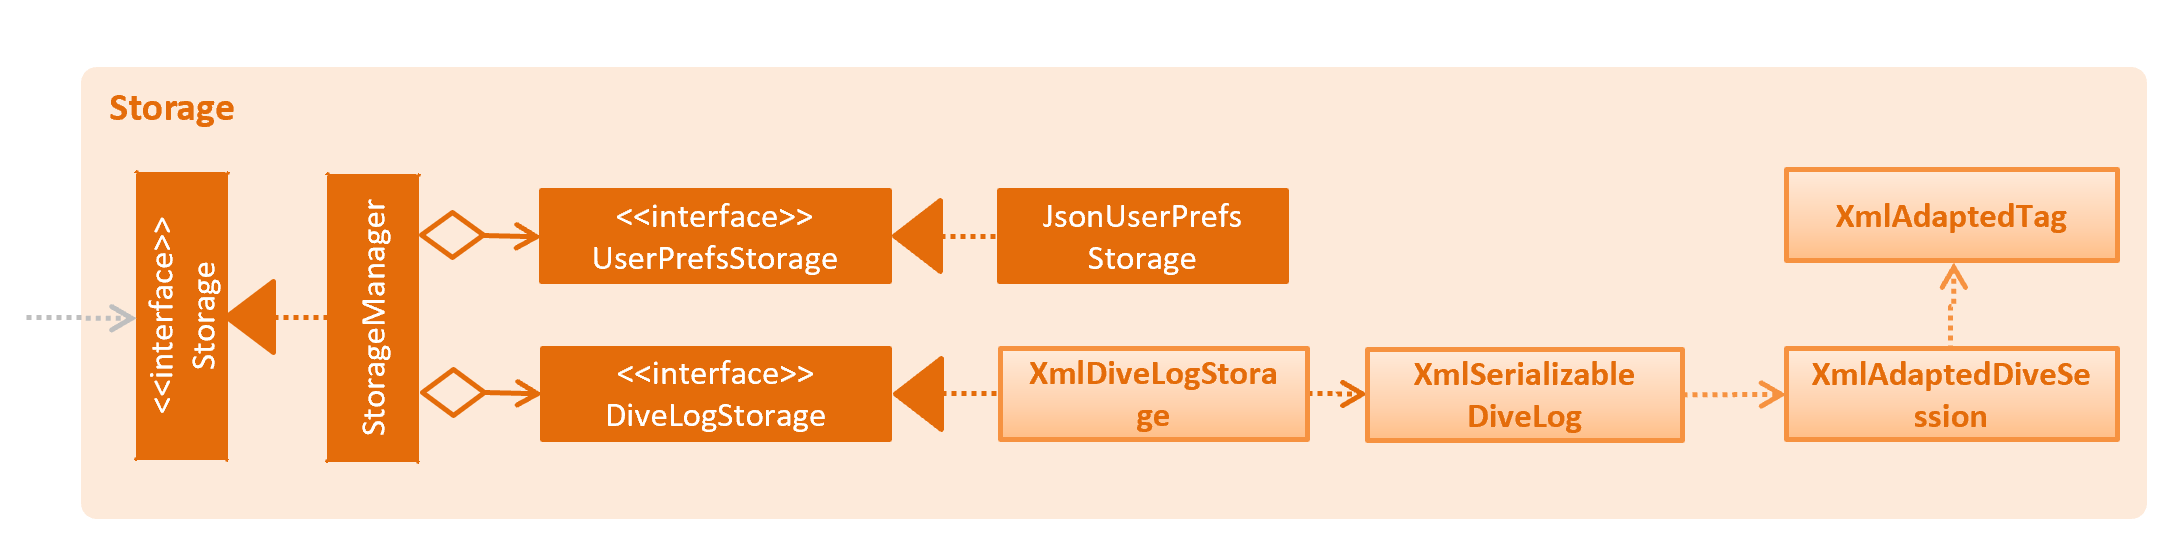 Storage
<<interface>>
Storage
StorageManager
<<interface>>
UserPrefsStorage
JsonUserPrefs
Storage
XmlAdaptedTag
<<interface>>
DiveLogStorage
XmlDiveLogStora
ge
XmlSerializable
DiveLog
XmlAdaptedDiveSe
ssion